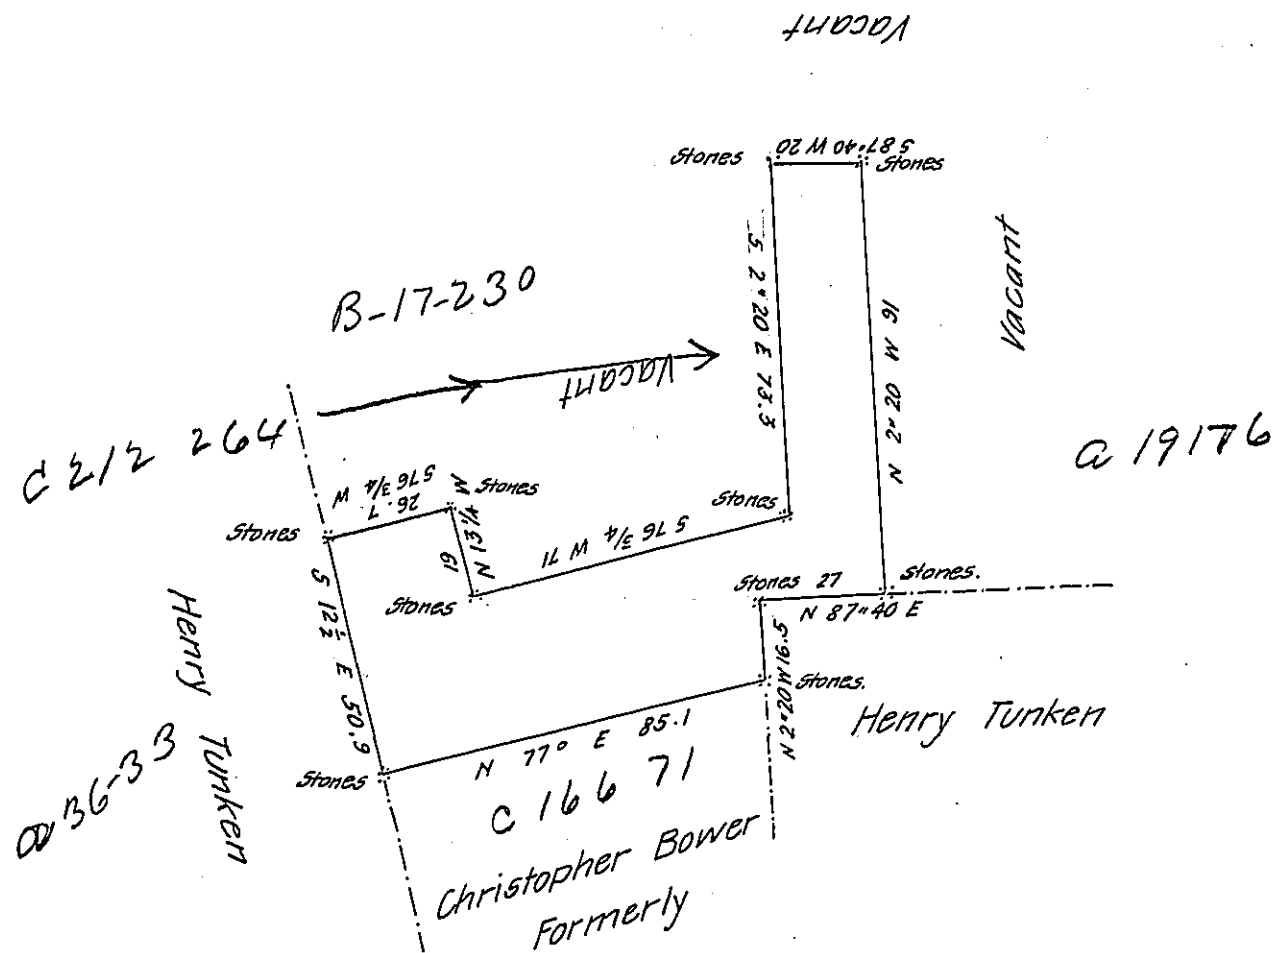 Vacant
Stones
S 87°40 W 20
Stones
S 2°20 E 73.3
Vacant
B-17-230
Vacant
N 2°20 W 91
C 212 264
a 19176
S 76 3/4 W
26.7
Stones
Stones
N 13 1/4 W
19
S 76 3/4 W 71
Stones
Stones
Stones 27
Stones.
N 87°40 E
S 12 1/2 E 50.9
N 2°20 W 16.5
Stones.
Henry Tunken
Henry Tunken
Stones
N 77° E 85.1
C 166 71
36-33
Christopher Bower
Formerly